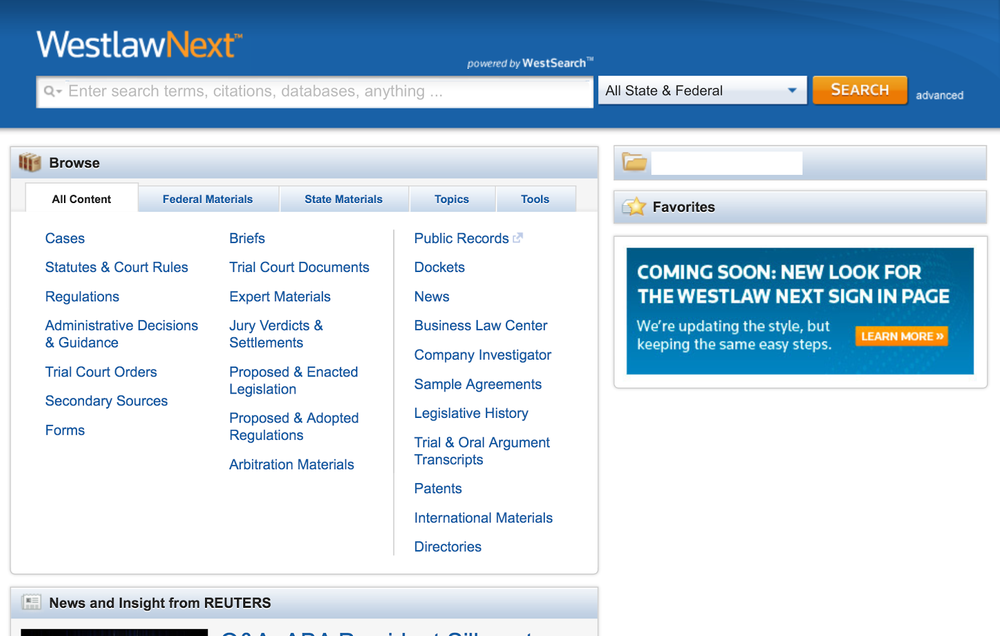 WestlawNext™
powered by WestSearch™
Enter search terms, citations, databases, anything ...
All State & Federal
SEARCH
advanced
Browse
All Content
Federal Materials
State Materials
Topics
Tools
Cases
Statutes & Court Rules
Regulations
Administrative Decisions
& Guidance
Trial Court Orders
Secondary Sources
Forms
Briefs
Trial Court Documents
Expert Materials
Jury Verdicts &
Settlements
Proposed & Enacted
Legislation
Proposed & Adopted
Regulations
Arbitration Materials
Public Records
Dockets
News
Business Law Center
Company Investigator
Sample Agreements
Legislative History
Trial & Oral Argument
Transcripts
Patents
International Materials
Directories
Favorites
COMING SOON: NEW LOOK FOR
THE WESTLAW NEXT SIGN IN PAGE
We're updating the style, but
keeping the same easy steps.
LEARN MORE »
News and Insight from REUTERS
Q&A: ABA President